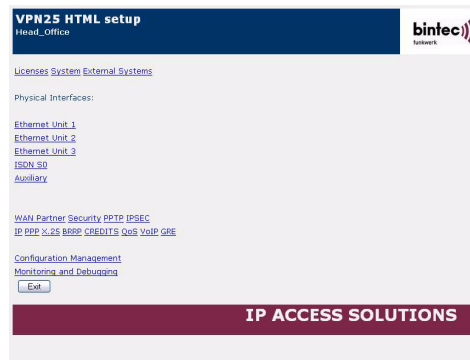 VPN25 HTML setup
Head_Office
bintec
funkwerk
Licenses System External Systems
Physical Interfaces:
Ethernet Unit 1
Ethernet Unit 2
Ethernet Unit 3
ISDN S0
Auxiliary
WAN Partner Security PPTP IPSEC
IP PPP X.25 BRRP CREDITS QoS VoIP GRE
Configuration Management
Monitoring and Debugging
Exit
IP ACCESS SOLUTIONS